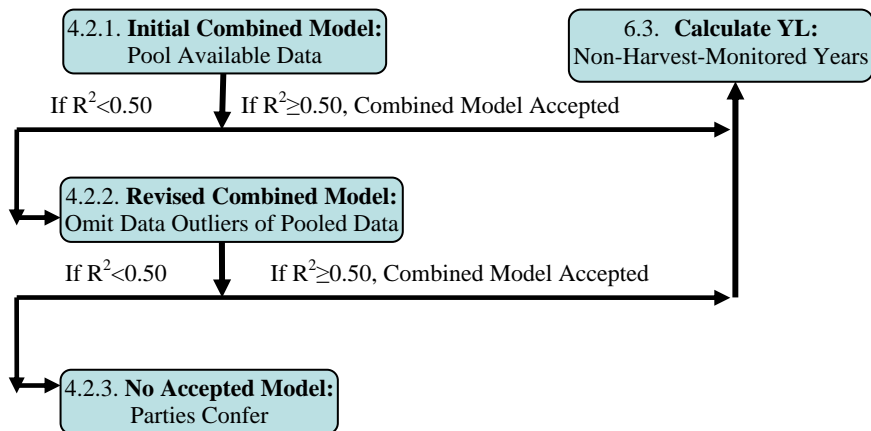 4.2.1. Initial Combined Model:
Pool Available Data
6.3. Calculate YL:
Non-Harvest-Monitored Years
If R²<0.50
If R²≥0.50, Combined Model Accepted
4.2.2. Revised Combined Model:
Omit Data Outliers of Pooled Data
If R²<0.50
If R²≥0.50, Combined Model Accepted
4.2.3. No Accepted Model:
Parties Confer